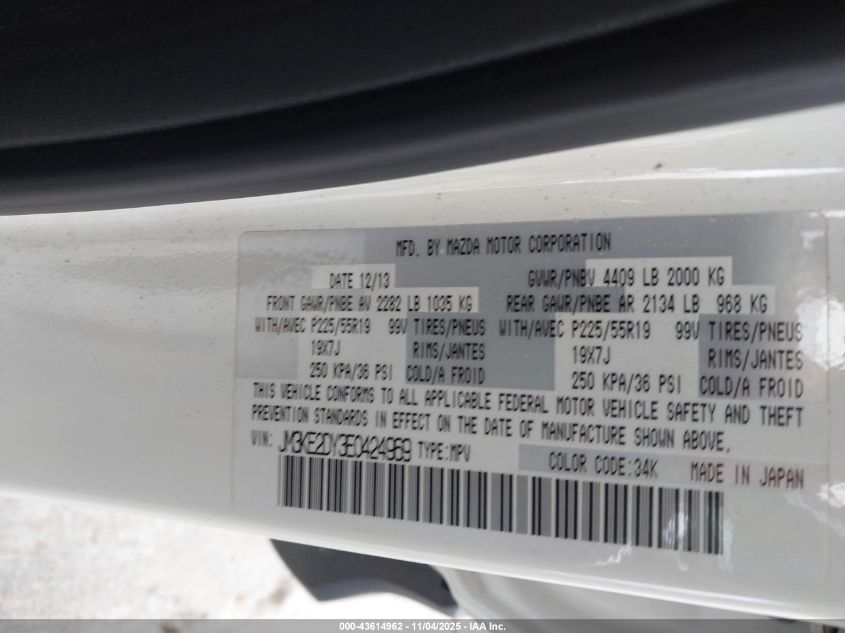 MFD. BY MAZDA MOTOR CORPORATION
DATE 12/13 GVWR/PNBV 4409 LB 2000 KG
FRONT GAWR/PNBE AV 2282 LB 1035 KG REAR GAWR/PNBE AR 2134 LB 968 KG
WITH/AVEC P225/55R19 99V TIRES/PNEUS WITH/AVEC P225/55R19 99V TIRES/PNEUS
19X7J RIMS/JANTES 19X7J RIMS/JANTES
250 KPA/36 PSI COLD/A FROID 250 KPA/36 PSI COLD/A FROID
THIS VEHICLE CONFORMS TO ALL APPLICABLE FEDERAL MOTOR VEHICLE SAFETY AND THEFT
PREVENTION STANDARDS IN EFFECT ON THE DATE OF MANUFACTURE SHOWN ABOVE.
VIN: JM3KE2DY3E0424969 TYPE:MPV
COLOR CODE:34K MADE IN JAPAN
000-43614962 - 11/04/2025 - IAA Inc.